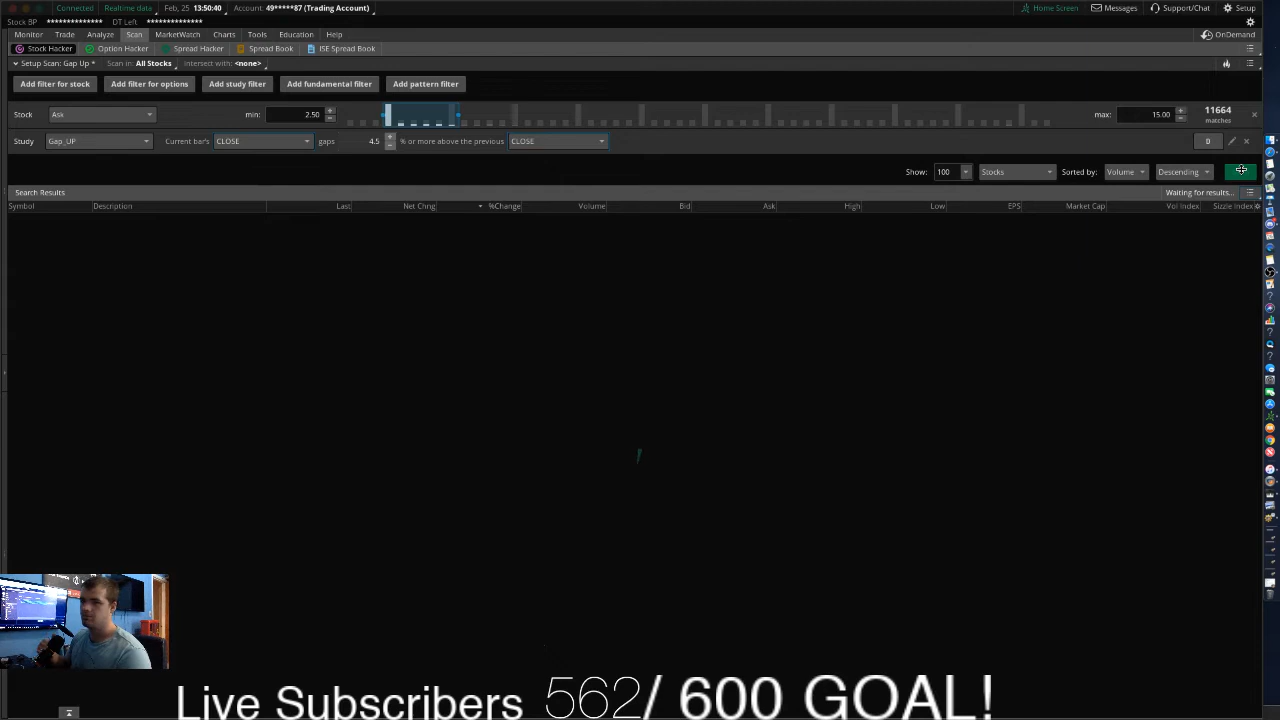 Connected Realtime data Feb, 25 13:50:40 Account: 49*****87 (Trading Account) Home Screen Messages Support/Chat Setup
Stock BP ************** DT Left **************
Monitor Trade Analyze Scan MarketWatch Charts Tools Education Help OnDemand
Stock Hacker Option Hacker Spread Hacker Spread Book ISE Spread Book
Setup Scan: Gap Up * Scan in All Stocks Intersect with: <none>
Add filter for stock Add filter for options Add study filter Add fundamental filter Add pattern filter
Stock Ask min: 2.50 max: 15.00 11664
matches
Study Gap_UP Current bar's CLOSE gaps 4.5 % or more above the previous CLOSE D
Show: 100 Stocks Sorted by: Volume Descending
Search Results Waiting for results...
Symbol Description Last Net Chng %Change Volume Bid Ask High Low EPS Market Cap Vol Index Sizzle Index
Live Subscribers 562/ 600 GOAL!